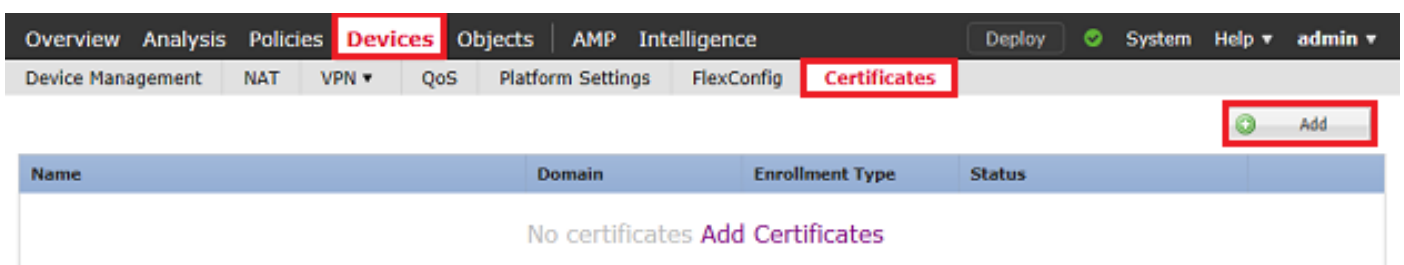 Overview Analysis Policies Devices Objects AMP Intelligence Deploy System Help ▾ admin ▾
Device Management NAT VPN ▾ QoS Platform Settings FlexConfig Certificates
Add
Name Domain Enrollment Type Status
No certificates Add Certificates